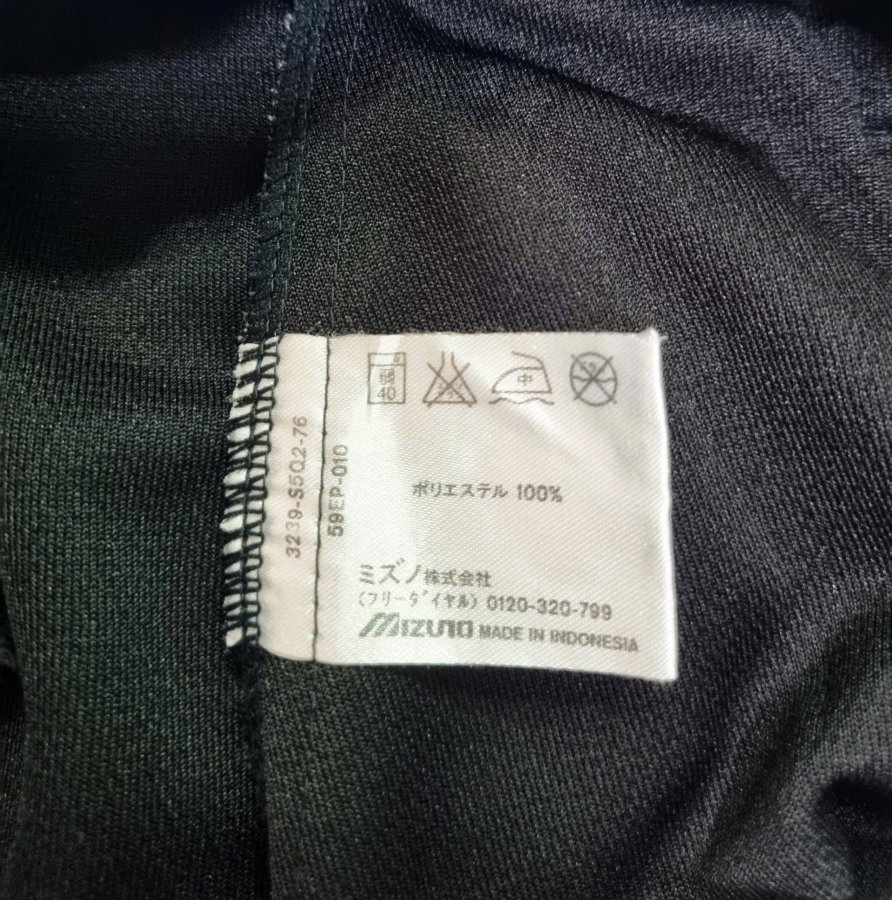 弱
40
中
ポリエステル 100%
ミズノ株式会社
(フリーダイヤル) 0120-320-799
MIZUNO MADE IN INDONESIA
59EP-010
3239-S502-76